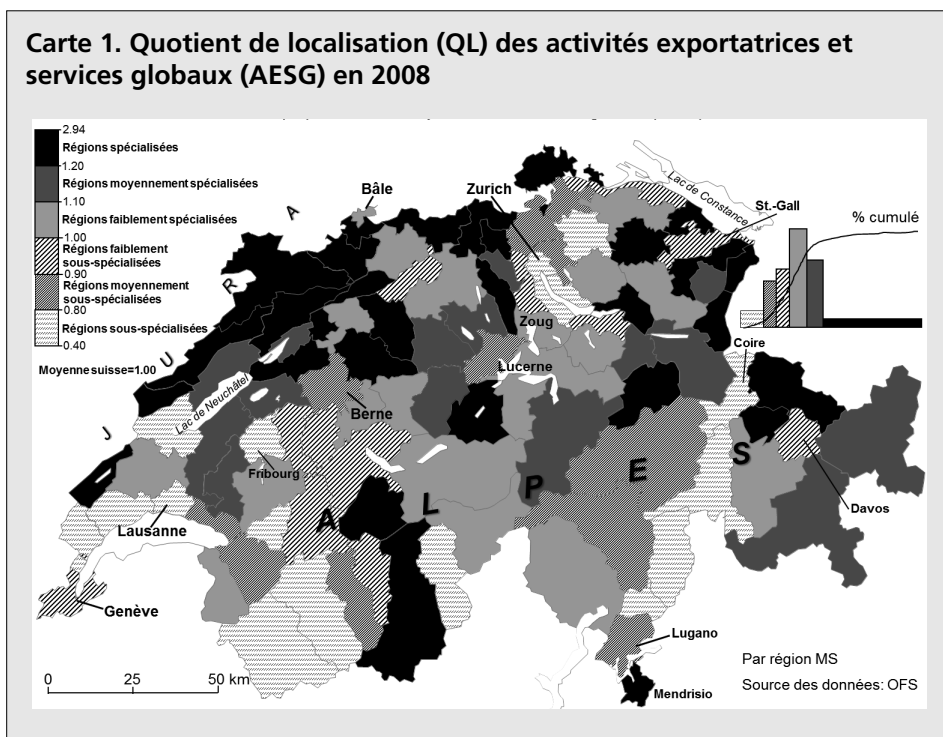 Carte 1. Quotient de localisation (QL) des activités exportatrices et
services globaux (AESG) en 2008
2.94
Régions spécialisées
1.20
Régions moyennement spécialisées
1.10
Régions faiblement spécialisées
1.00
Régions faiblement
sous-spécialisées
0.90
Régions moyennement
sous-spécialisées
0.80
Régions sous-spécialisées
0.40
Moyenne suisse=1.00
J U R A
Bâle
Zurich
Lac de Constance
St.-Gall
% cumulé
Zoug
Lucerne
Coire
Lac de Neuchâtel
Berne
Fribourg
A L P E S
Davos
Lausanne
Genève
Lugano
Mendrisio
0 25 50 km
Par région MS
Source des données: OFS